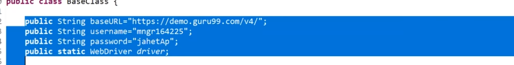 public class BaseClass {
public String baseURL="https://demo.guru99.com/v4/";
public String username="mngr164225";
public String password="jahetAp";
public static WebDriver driver;